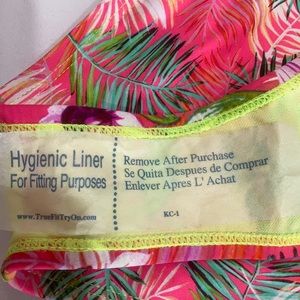 Hygienic Liner
For Fitting Purposes
www.TrueFitTryOn.com
Remove After Purchase
Se Quita Despues de Comprar
Enlever Apres L' Achat
KC-1